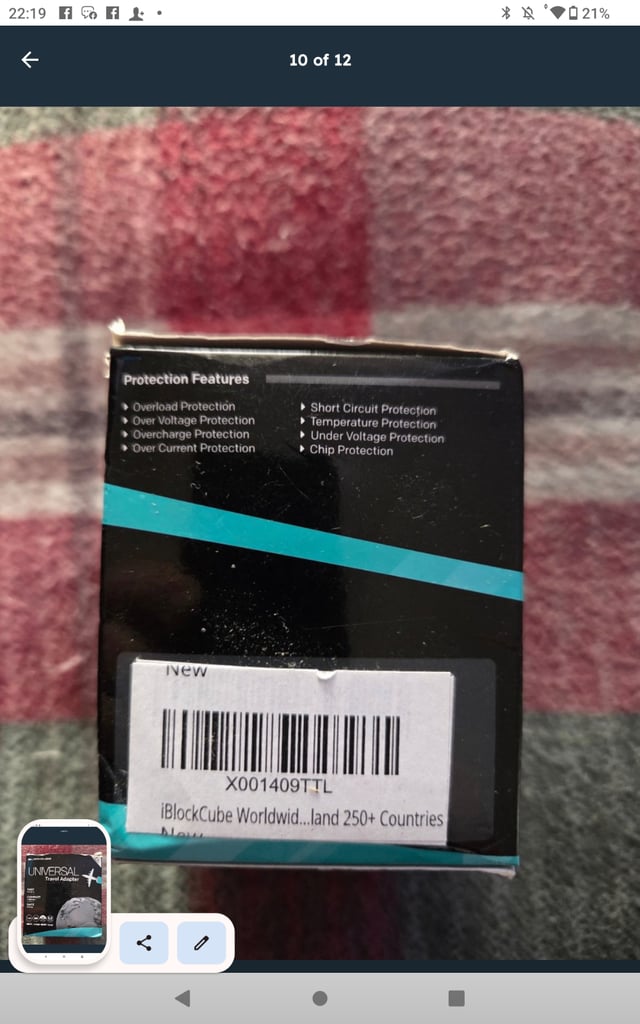 22:19
21%
10 of 12
Protection Features
Overload Protection
Over Voltage Protection
Overcharge Protection
Over Current Protection
Short Circuit Protection
Temperature Protection
Under Voltage Protection
Chip Protection
New
X001409TTL
iBlockCube Worldwid...land 250+ Countries
New
UNIVERSAL
Travel Adapter